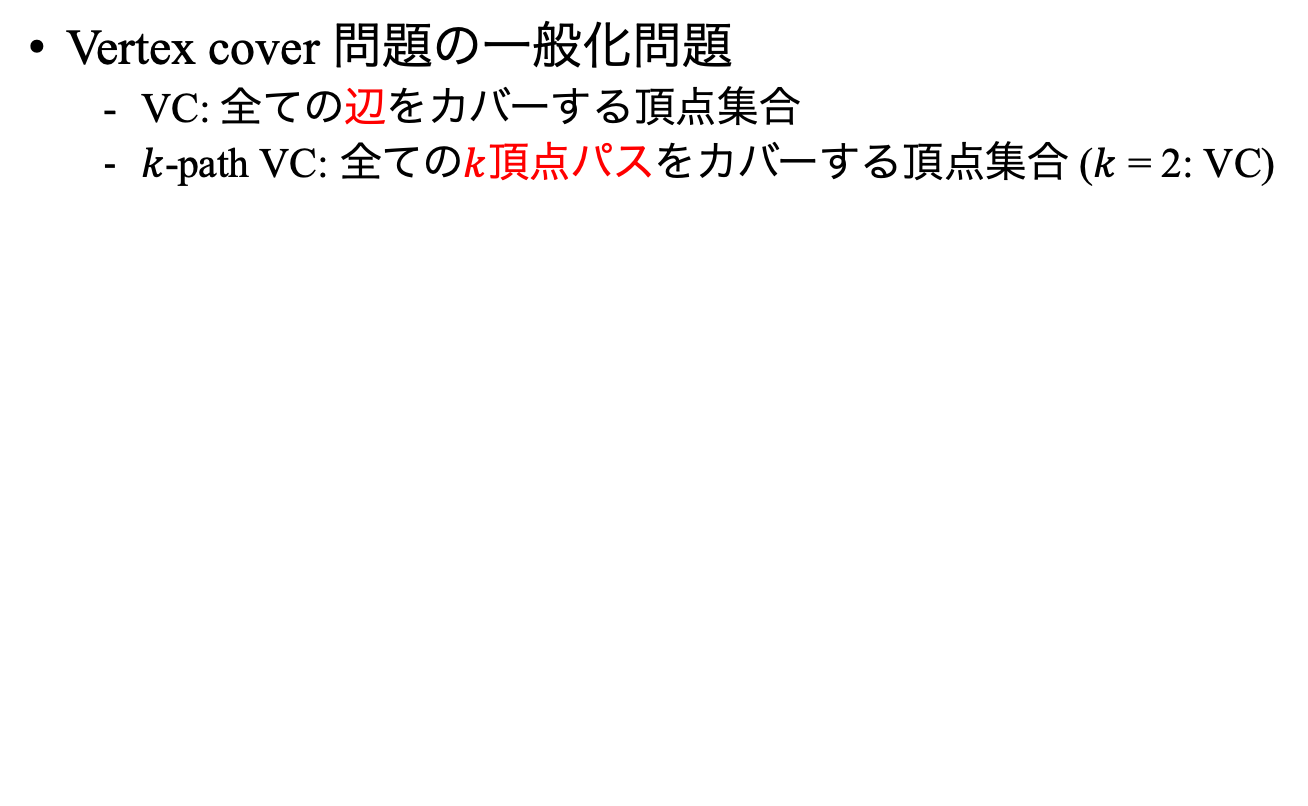 • Vertex cover 問題の一般化問題
- VC: 全ての辺をカバーする頂点集合
- k-path VC: 全てのk頂点パスをカバーする頂点集合 (k = 2: VC)